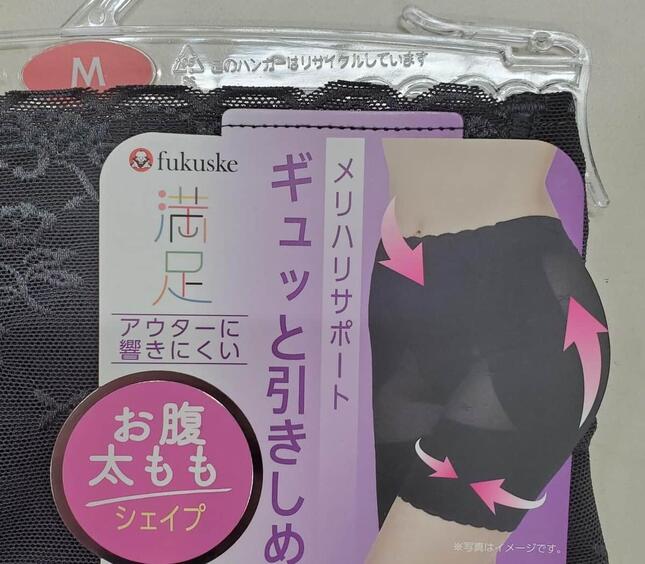 M
このハンガーはリサイクルしています
fukuske
満足
アウターに
響きにくい
お腹
太もも
シェイプ
ギュッと引きしめ
メリハリサポート
※写真はイメージです。